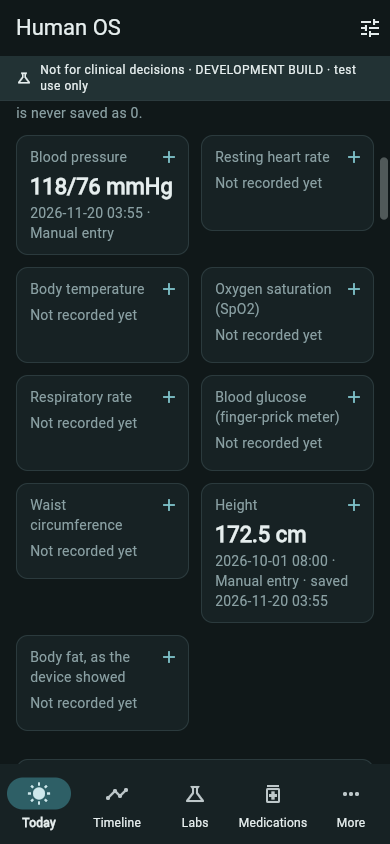 Human OS
Not for clinical decisions · DEVELOPMENT BUILD · test
use only
is never saved as 0.
Blood pressure
118/76 mmHg
2026-11-20 03:55 ·
Manual entry
Resting heart rate
Not recorded yet
Body temperature
Not recorded yet
Oxygen saturation
(SpO2)
Not recorded yet
Respiratory rate
Not recorded yet
Blood glucose
(finger-prick meter)
Not recorded yet
Waist
circumference
Not recorded yet
Height
172.5 cm
2026-10-01 08:00 ·
Manual entry · saved
2026-11-20 03:55
Body fat, as the
device showed
Not recorded yet
Today
Timeline
Labs
Medications
More